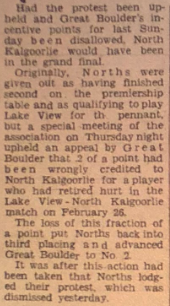 Had the protest been up-
held and Great Boulder's in-
centive points for last Sun-
day been disallowed, North
Kalgoorlie would have been
in the grand final.
Originally, Norths were
given out as having finished
second on the premiership
table and as qualifying to play
Lake View for th pennant,
but a special meeting of the
association on Thursday night
upheld an appeal by Great
Boulder that .2 of a point had
been wrongly credited to
North Kalgoorlie for a player
who had retired hurt in the
Lake View-North Kalgoorlie
match on February 26.
The loss of this fraction of
a point put Norths back into
third placing and advanced
Great Boulder to No. 2.
It was after this action had
been taken that Norths lodg-
ed their protest, which was
dismissed yesterday.